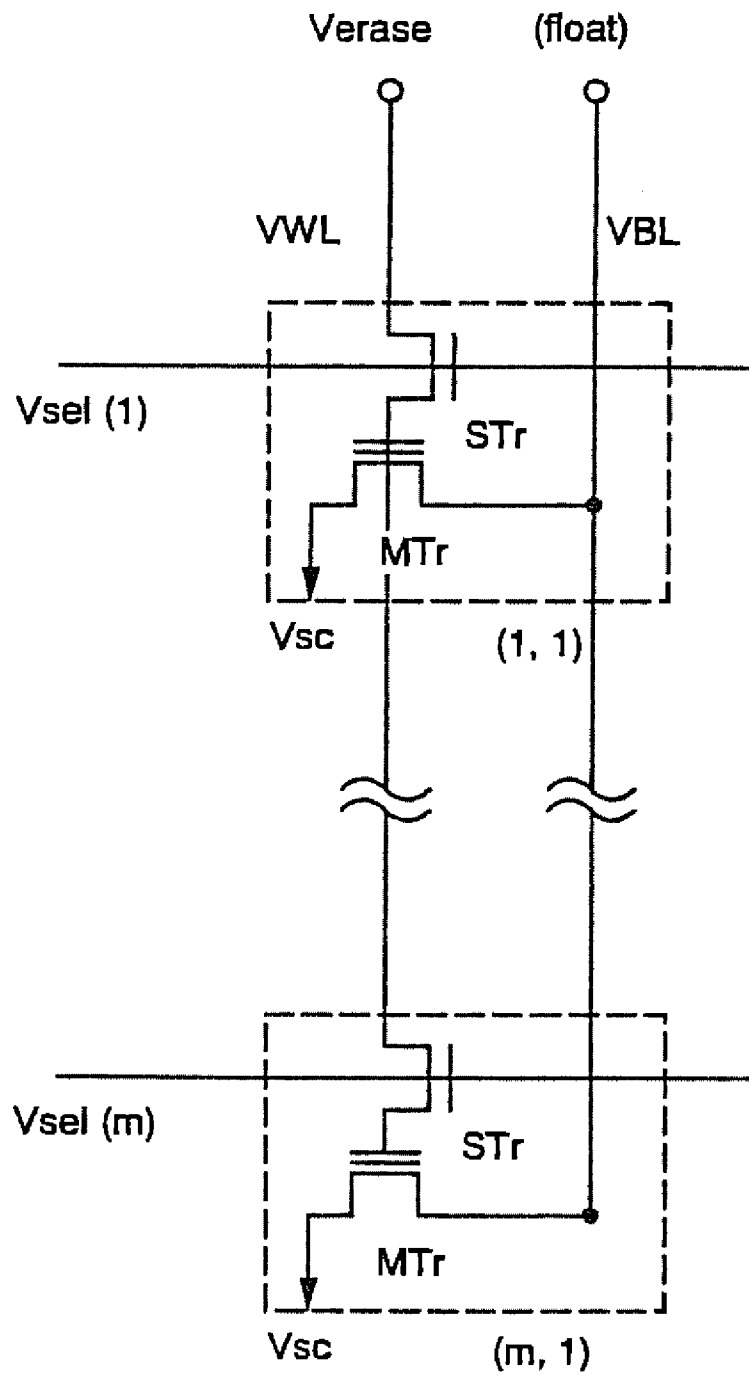 Verase (float)
VWL VBL
Vsel (1)
STr
MTr
Vsc (1, 1)
Vsel (m)
STr
MTr
Vsc (m, 1)